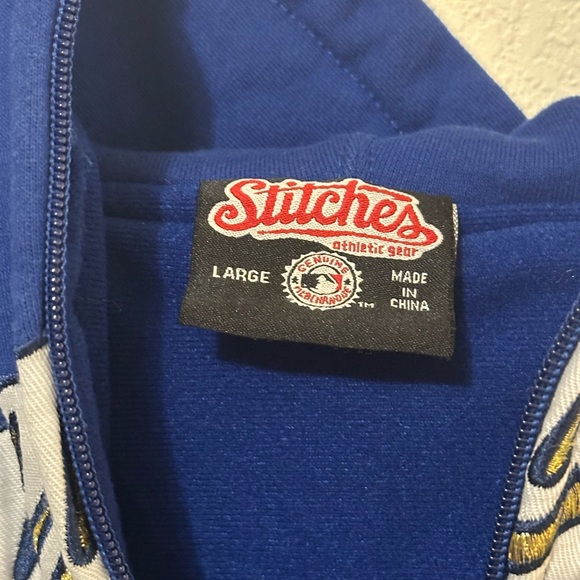 Stitches
athletic gear
LARGE
GENUINE
MERCHANDISE
TM
MADE
IN
CHINA